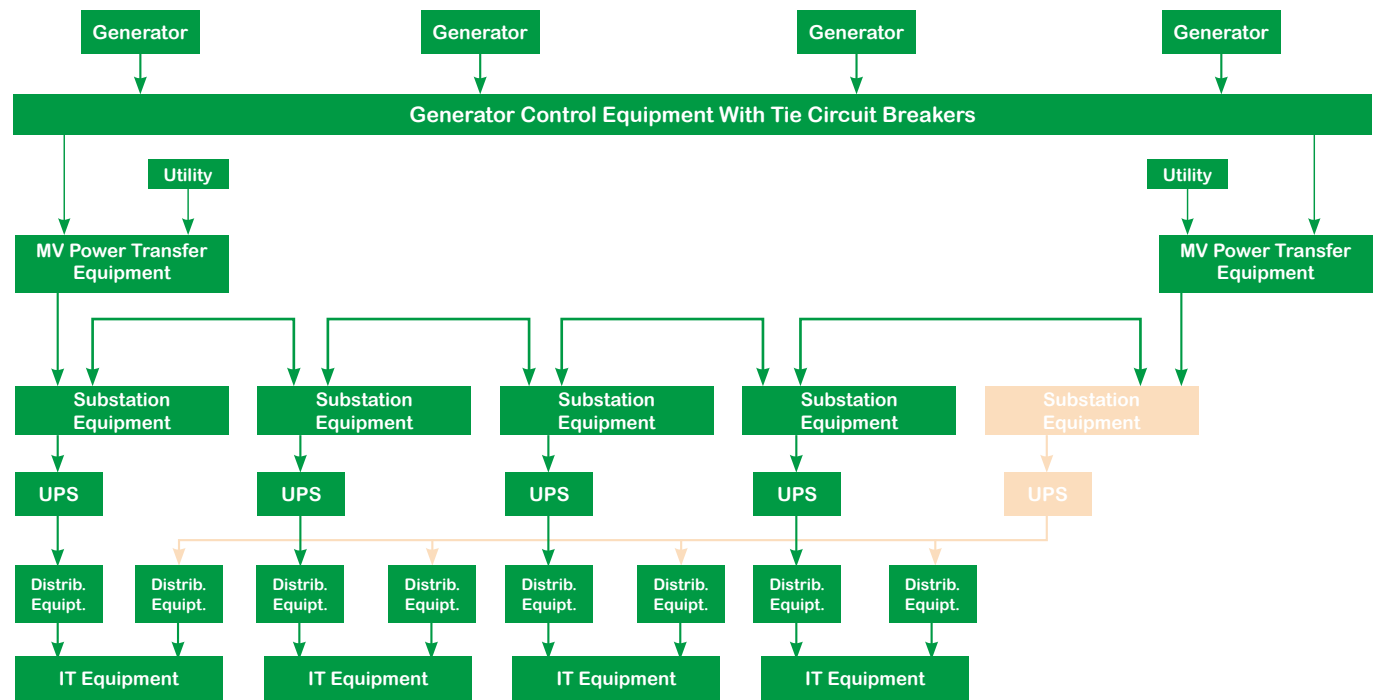 Generator
Generator
Generator
Generator
Generator Control Equipment With Tie Circuit Breakers
Utility
Utility
MV Power Transfer
Equipment
MV Power Transfer
Equipment
Substation
Equipment
Substation
Equipment
Substation
Equipment
Substation
Equipment
Substation
Equipment
UPS
UPS
UPS
UPS
UPS
Distrib.
Equipt.
Distrib.
Equipt.
Distrib.
Equipt.
Distrib.
Equipt.
Distrib.
Equipt.
Distrib.
Equipt.
Distrib.
Equipt.
Distrib.
Equipt.
IT Equipment
IT Equipment
IT Equipment
IT Equipment